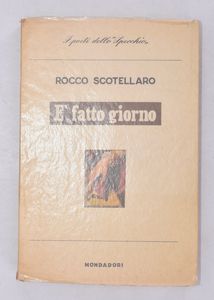 I poeti dello "Specchio"
ROCCO SCOTELLARO
E' fatto giorno
MONDADORI